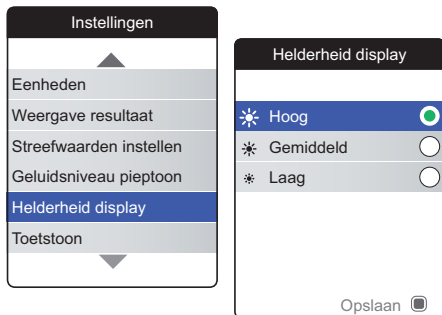 Instellingen
Eenheden
Weergave resultaat
Streefwaarden instellen
Geluidsniveau pieptoon
Helderheid display
Toetstoon
Helderheid display
Hoog
Gemiddeld
Laag
Opslaan